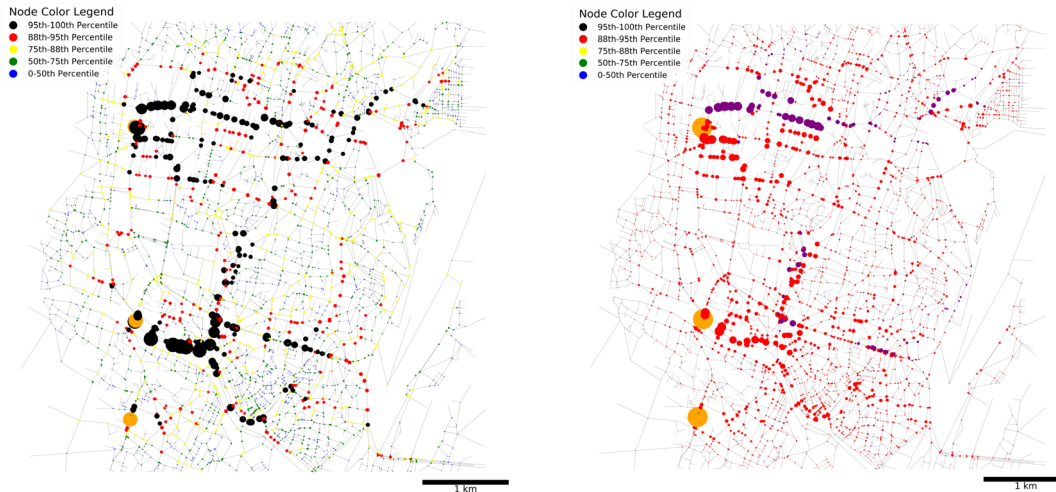 Node Color Legend
95th-100th Percentile
88th-95th Percentile
75th-88th Percentile
50th-75th Percentile
0-50th Percentile
1 km
Node Color Legend
95th-100th Percentile
88th-95th Percentile
75th-88th Percentile
50th-75th Percentile
0-50th Percentile
1 km